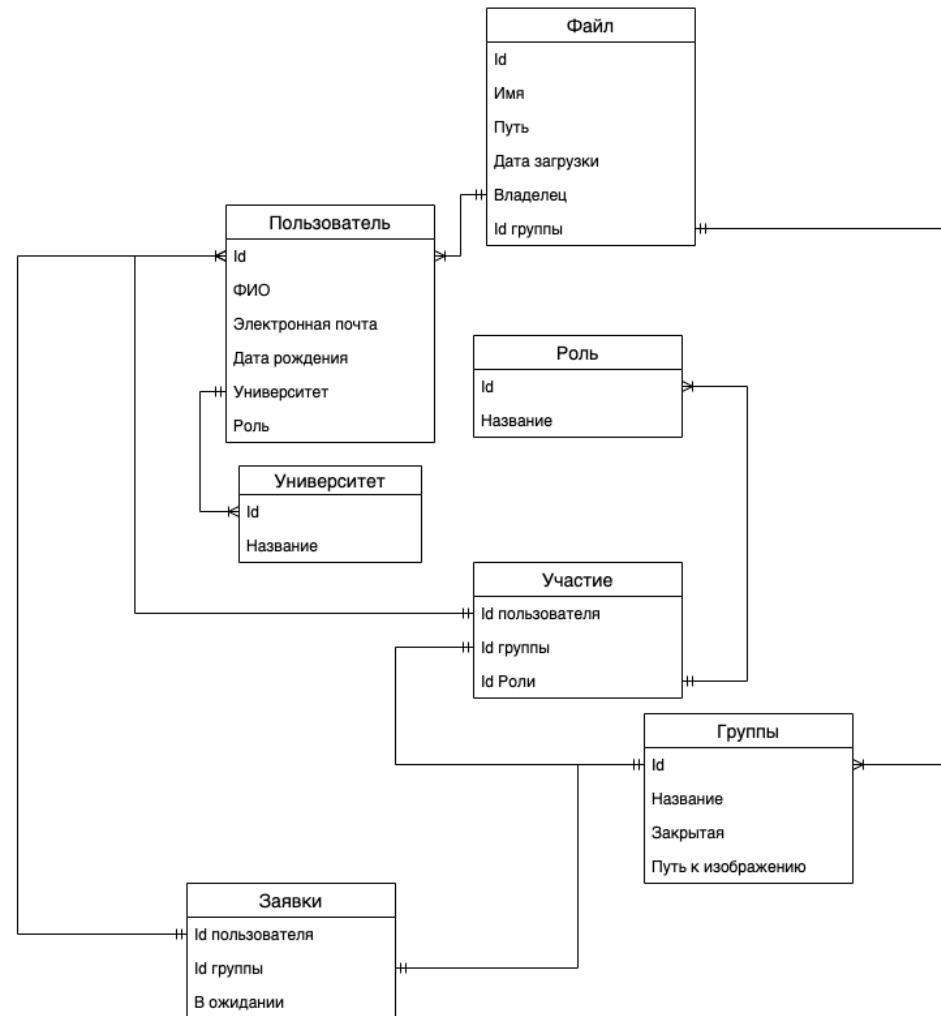 Файл
Id
Имя
Путь
Дата загрузки
Владелец
Id группы
Пользователь
Id
ФИО
Электронная почта
Дата рождения
Университет
Роль
Роль
Id
Название
Университет
Id
Название
Участие
Id пользователя
Id группы
Id Роли
Группы
Id
Название
Закрытая
Путь к изображению
Заявки
Id пользователя
Id группы
В ожидании